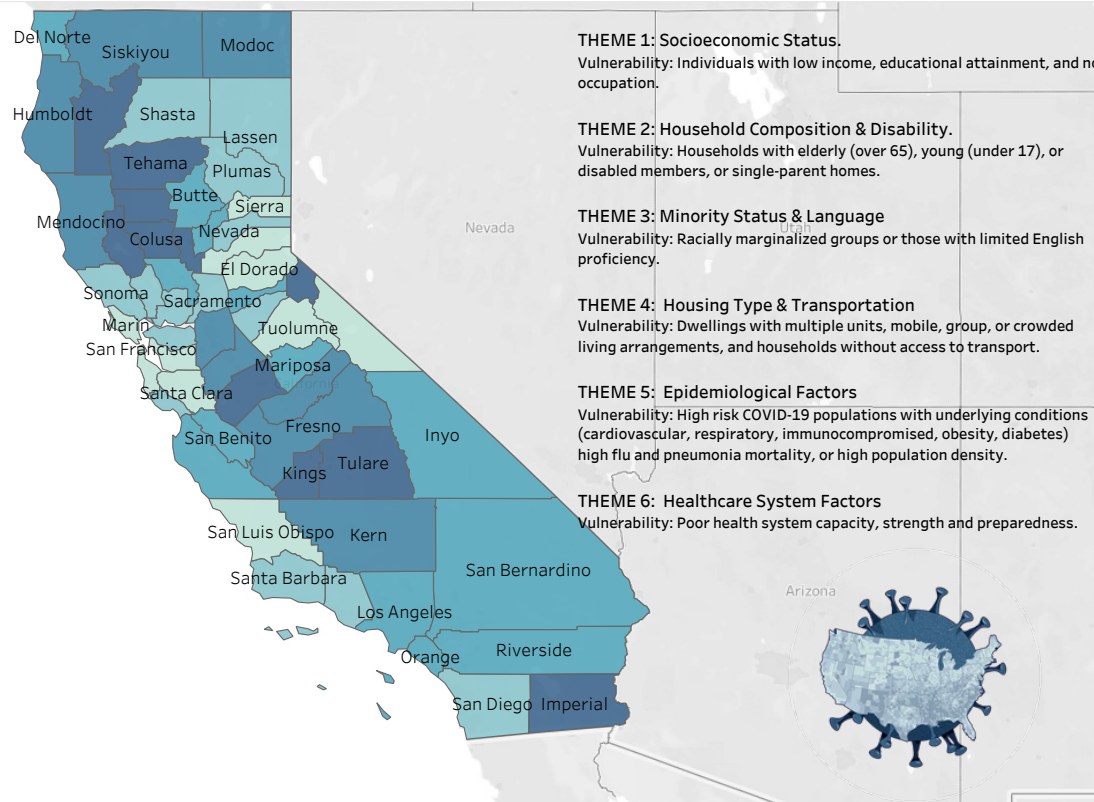 Del Norte
Siskiyou
Modoc
Humboldt
Shasta
Lassen
Tehama
Plumas
Butte
Sierra
Mendocino
Colusa
Nevada
El Dorado
Sonoma
Sacramento
Marin
Tuolumne
San Francisco
Mariposa
California
Santa Clara
Fresno
Inyo
San Benito
Kings
Tulare
San Luis Obispo
Kern
Santa Barbara
San Bernardino
Los Angeles
Orange
Riverside
San Diego
Imperial
Nevada
Utah
Arizona
THEME 1: Socioeconomic Status.
Vulnerability: Individuals with low income, educational attainment, and no
occupation.
THEME 2: Household Composition & Disability.
Vulnerability: Households with elderly (over 65), young (under 17), or
disabled members, or single-parent homes.
THEME 3: Minority Status & Language
Vulnerability: Racially marginalized groups or those with limited English
proficiency.
THEME 4: Housing Type & Transportation
Vulnerability: Dwellings with multiple units, mobile, group, or crowded
living arrangements, and households without access to transport.
THEME 5: Epidemiological Factors
Vulnerability: High risk COVID-19 populations with underlying conditions
(cardiovascular, respiratory, immunocompromised, obesity, diabetes)
high flu and pneumonia mortality, or high population density.
THEME 6: Healthcare System Factors
Vulnerability: Poor health system capacity, strength and preparedness.